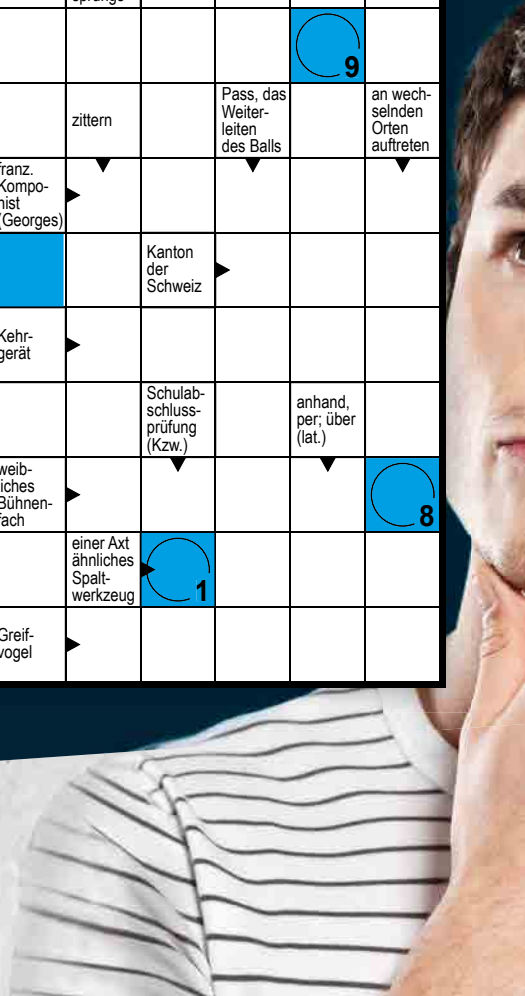 9
zittern
Pass, das
Weiter-
leiten
des Balls
an wech-
selnden
Orten
auftreten
franz.
Kompo-
nist
(Georges)
Kanton
der
Schweiz
Kehr-
gerät
Schulab-
schluss-
prüfung
(Kzw.)
anhand,
per; über
(lat.)
weib-
liches
Bühnen-
fach
8
einer Axt
ähnliches
Spalt-
werkzeug
1
Greif-
vogel